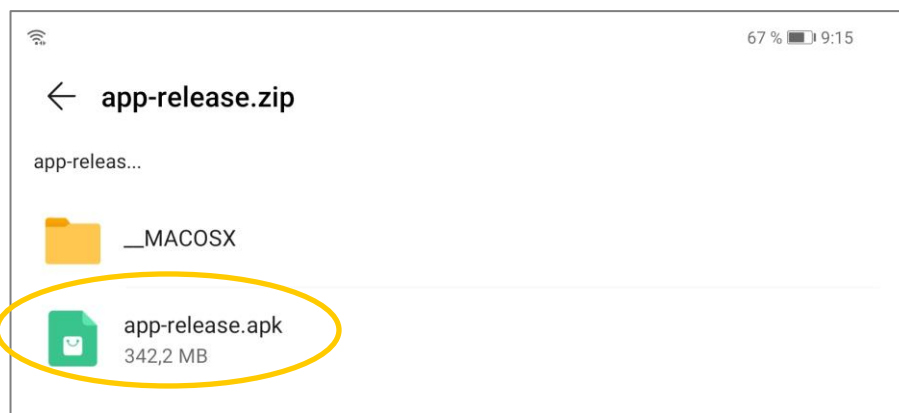 67 % 9:15
app-release.zip
app-releas...
__MACOSX
app-release.apk
342,2 MB